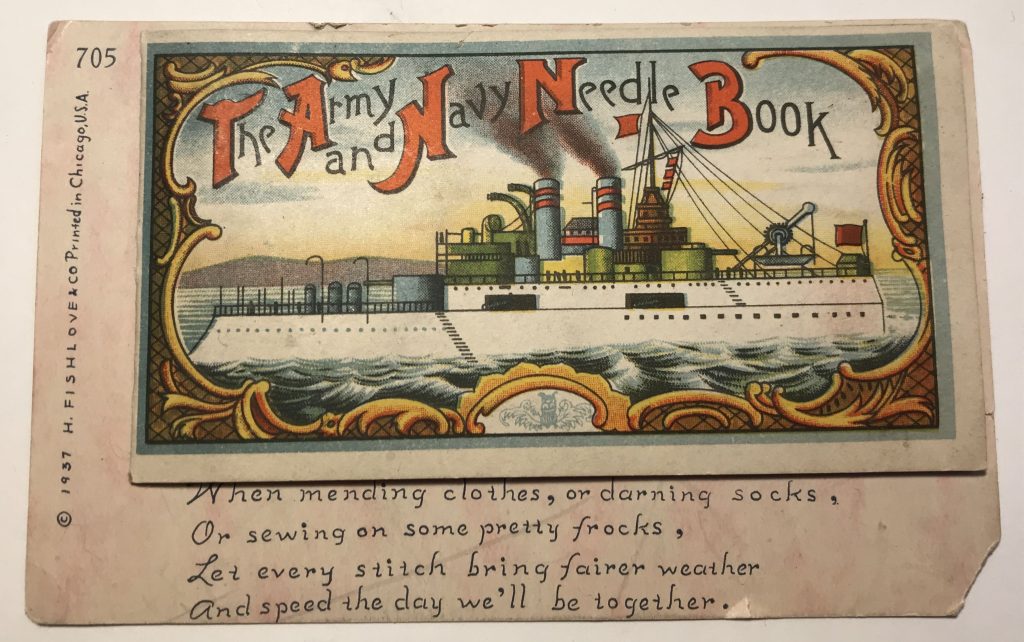 705
© 1937 H. FISHLOVE & CO Printed in Chicago, U.S.A.
The Army and Navy Needle Book
When mending clothes, or darning socks,
Or sewing on some pretty frocks,
Let every stitch bring fairer weather
And speed the day we'll be together.